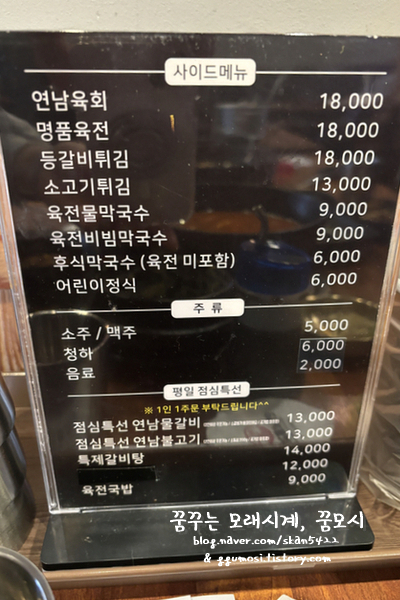 사이드메뉴
연남육회 18,000
명품육전 18,000
등갈비튀김 18,000
소고기튀김 13,000
육전물막국수 9,000
육전비빔막국수 9,000
후식막국수 (육전 미포함) 6,000
어린이정식 6,000
주 류
소주 / 맥주 5,000
청하 6,000
음료 2,000
평일 점심특선
※ 1인 1주문 부탁드립니다^^
점심특선 연남물갈비 13,000
점심특선 연남불고기 13,000
특제갈비탕 14,000
12,000
육전국밥 9,000
꿈꾸는 모래시계, 꿈모시
blog.naver.com/skan5422
& ggumosi.tistory.com